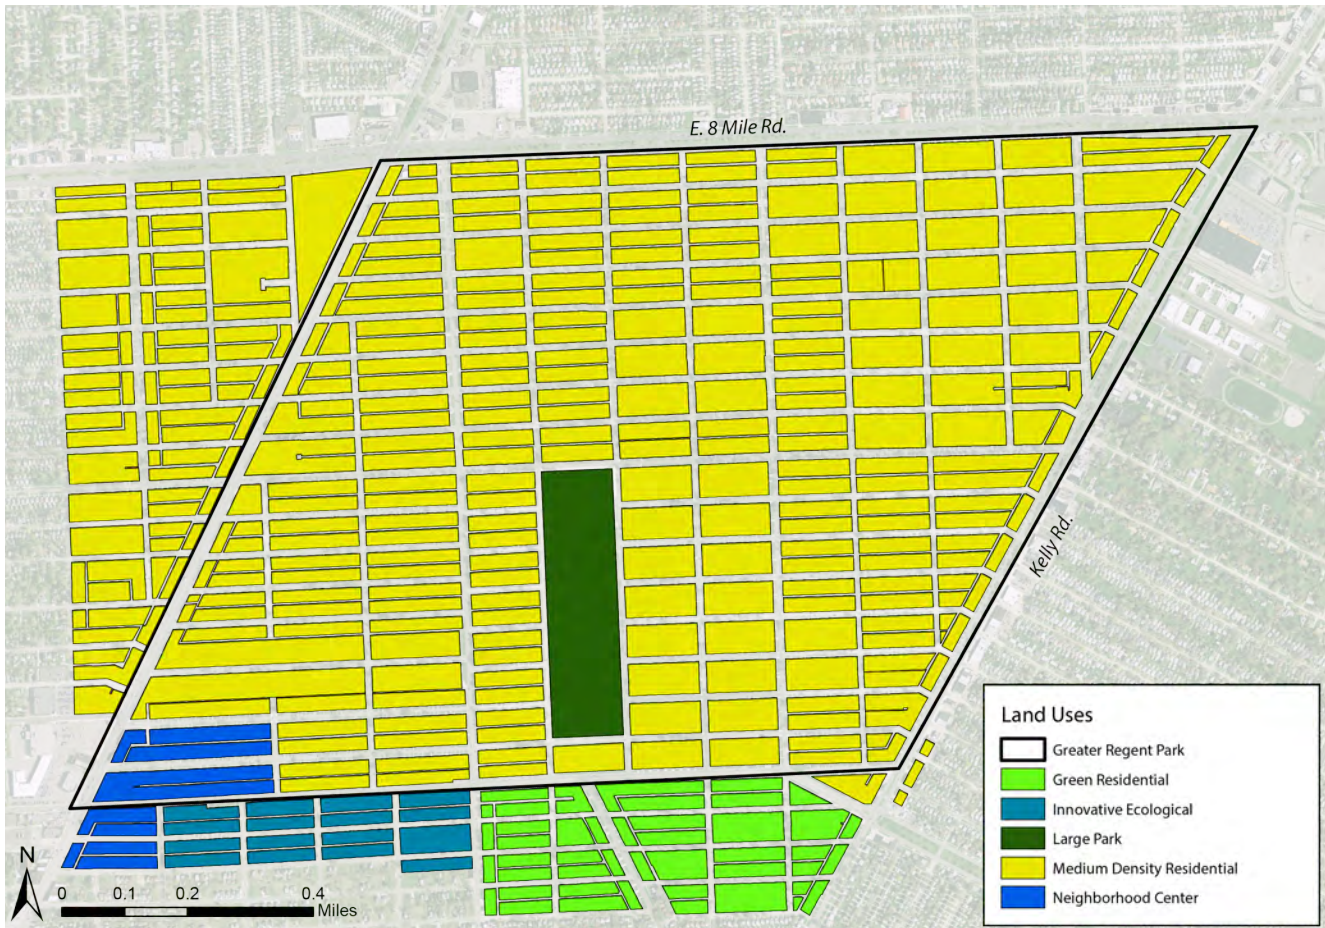 E. 8 Mile Rd.
Kelly Rd.
Land Uses
Greater Regent Park
Green Residential
Innovative Ecological
Large Park
Medium Density Residential
Neighborhood Center
N
0 0.1 0.2 0.4
Miles